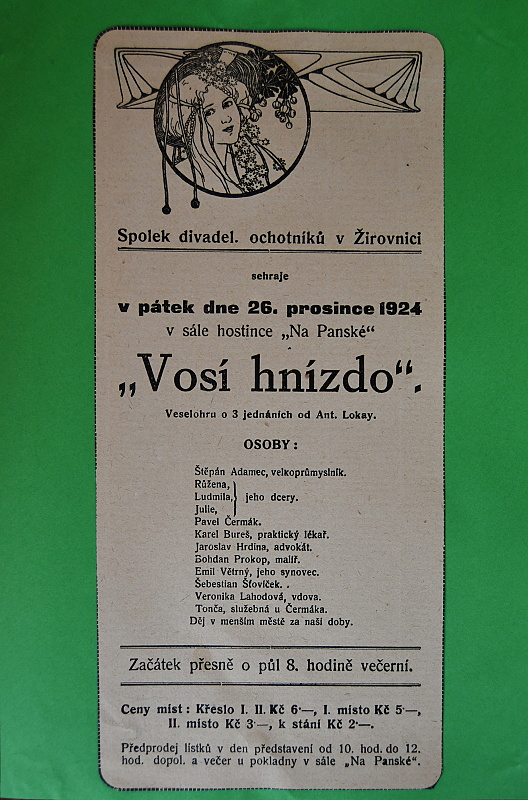 Spolek divadel. ochotníků v Žirovnici
sehraje
v pátek dne 26. prosince 1924
v sále hostince „Na Panské“
„Vosí hnízdo“.
Veselohru o 3 jednáních od Ant. Lokay.
OSOBY:
Štěpán Adamec, velkoprůmyslník.
Růžena,
Ludmila, jeho dcery.
Julie,
Pavel Čermák.
Karel Bureš, praktický lékař.
Jaroslav Hrdina, advokát.
Bohdan Prokop, malíř.
Emil Větrný, jeho synovec.
Šebestian Šťovíček. .
Veronika Lahodová, vdova.
Tonča, služebná u Čermáka.
Děj v menším městě za naší doby.
Začátek přesně o půl 8. hodině večerní.
Ceny míst: Křeslo I. II. Kč 6·—, I. místo Kč 5·—,
II. místo Kč 3·—, k stání Kč 2·—.
Předprodej lístků v den představení od 10. hod. do 12.
hod. dopol. a večer u pokladny v sále „Na Panské“.